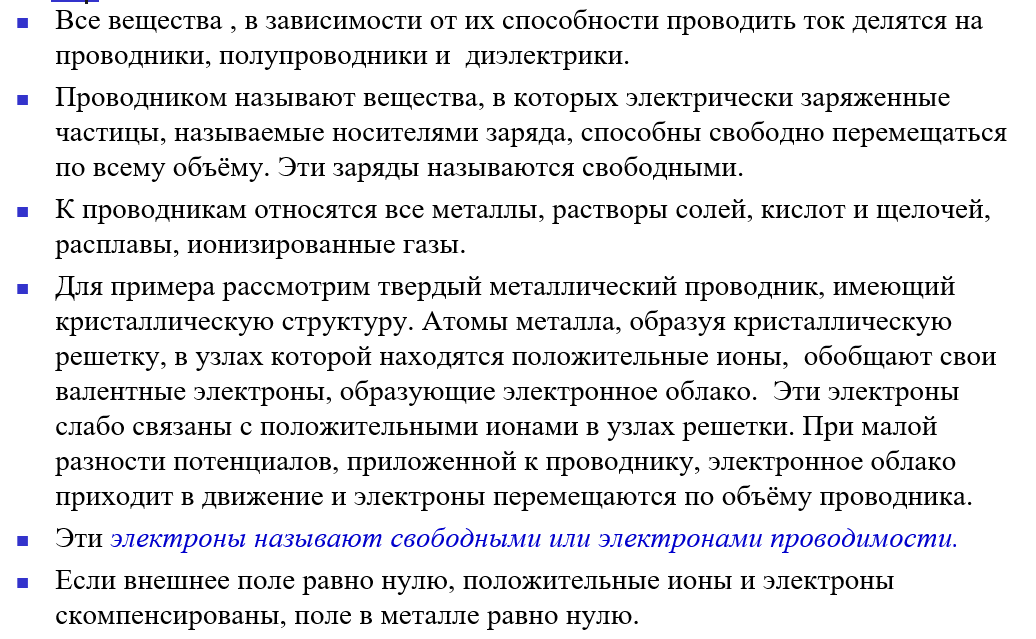 Все вещества , в зависимости от их способности проводить ток делятся на
проводники, полупроводники и  диэлектрики.
Проводником называют вещества, в которых электрически заряженные
частицы, называемые носителями заряда, способны свободно перемещаться
по всему объёму. Эти заряды называются свободными.
К проводникам относятся все металлы, растворы солей, кислот и щелочей,
расплавы, ионизированные газы.
Для примера рассмотрим твердый металлический проводник, имеющий
кристаллическую структуру. Атомы металла, образуя кристаллическую
решетку, в узлах которой находятся положительные ионы,  обобщают свои
валентные электроны, образующие электронное облако.  Эти электроны
слабо связаны с положительными ионами в узлах решетки. При малой
разности потенциалов, приложенной к проводнику, электронное облако
приходит в движение и электроны перемещаются по объёму проводника.
Эти электроны называют свободными или электронами проводимости.
Если внешнее поле равно нулю, положительные ионы и электроны
скомпенсированы, поле в металле равно нулю.